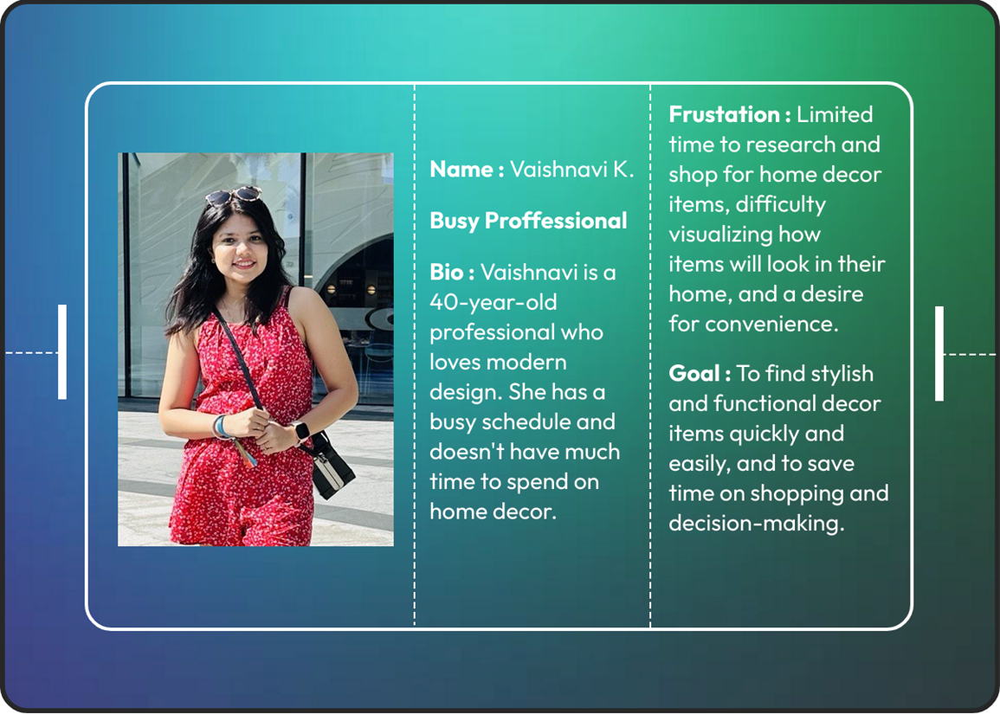 Name : Vaishnavi K.
Busy Proffessional
Bio : Vaishnavi is a
40-year-old
professional who
loves modern
design. She has a
busy schedule and
doesn't have much
time to spend on
home decor.
Frustation : Limited
time to research and
shop for home decor
items, difficulty
visualizing how
items will look in their
home, and a desire
for convenience.
Goal : To find stylish
and functional decor
items quickly and
easily, and to save
time on shopping and
decision-making.